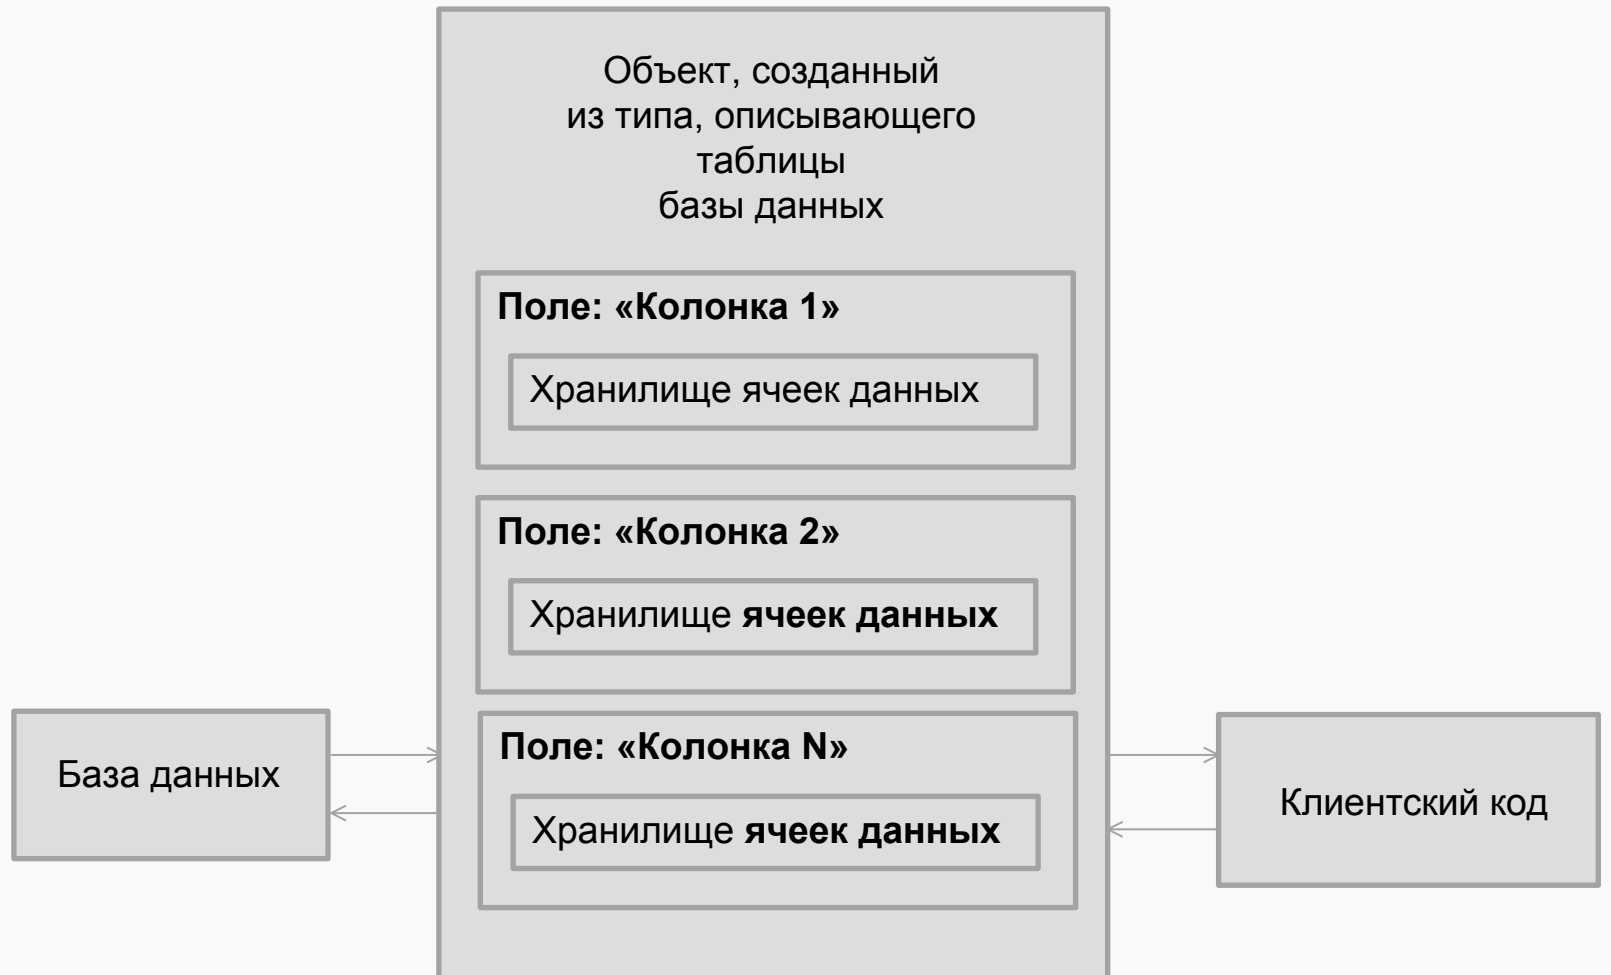 Объект, созданный
из типа, описывающего
таблицы
базы данных
Поле: «Колонка 1»
Хранилище ячеек данных
Поле: «Колонка 2»
Хранилище ячеек данных
Поле: «Колонка N»
Хранилище ячеек данных
База данных
Клиентский код